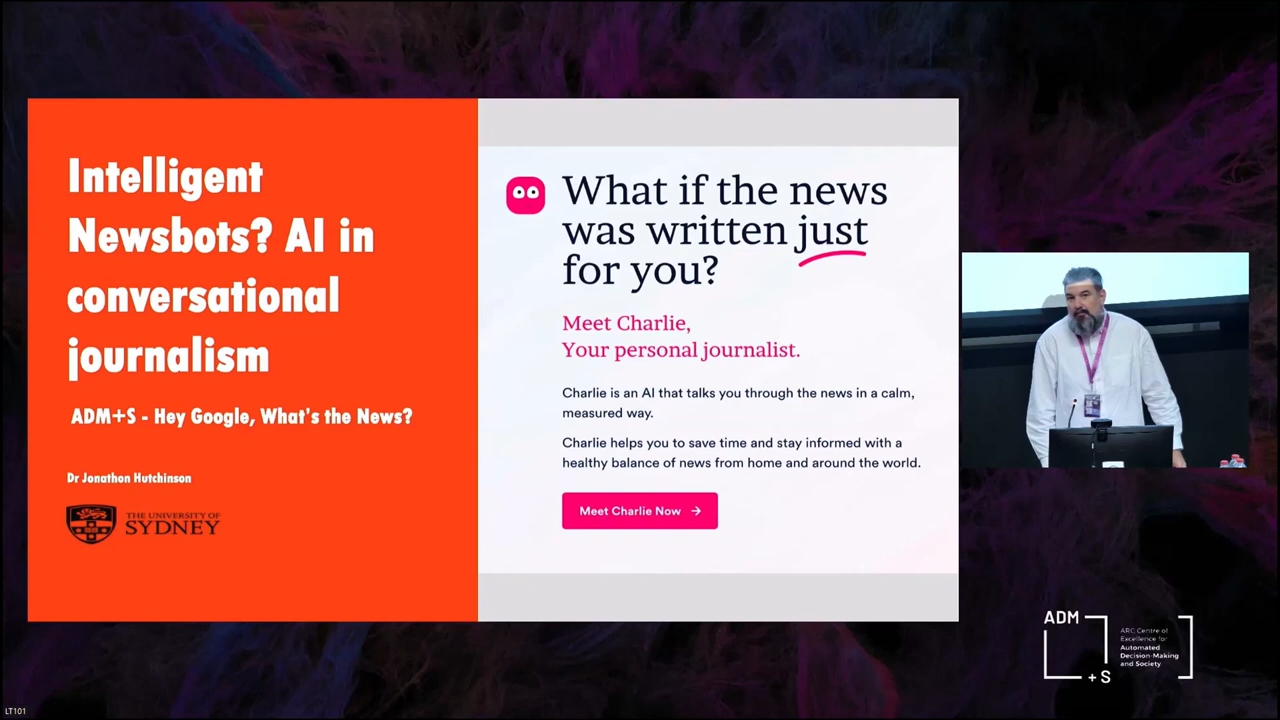 Intelligent
Newsbots? AI in
conversational
journalism
ADM+S - Hey Google, What's the News?
Dr Jonathon Hutchinson
THE UNIVERSITY OF
SYDNEY
What if the news
was written just
for you?
Meet Charlie,
Your personal journalist.
Charlie is an AI that talks you through the news in a calm,
measured way.
Charlie helps you to save time and stay informed with a
healthy balance of news from home and around the world.
Meet Charlie Now →
ADM
+ S
ARC Centre of
Excellence for
Automated
Decision-Making
and Society
LT101